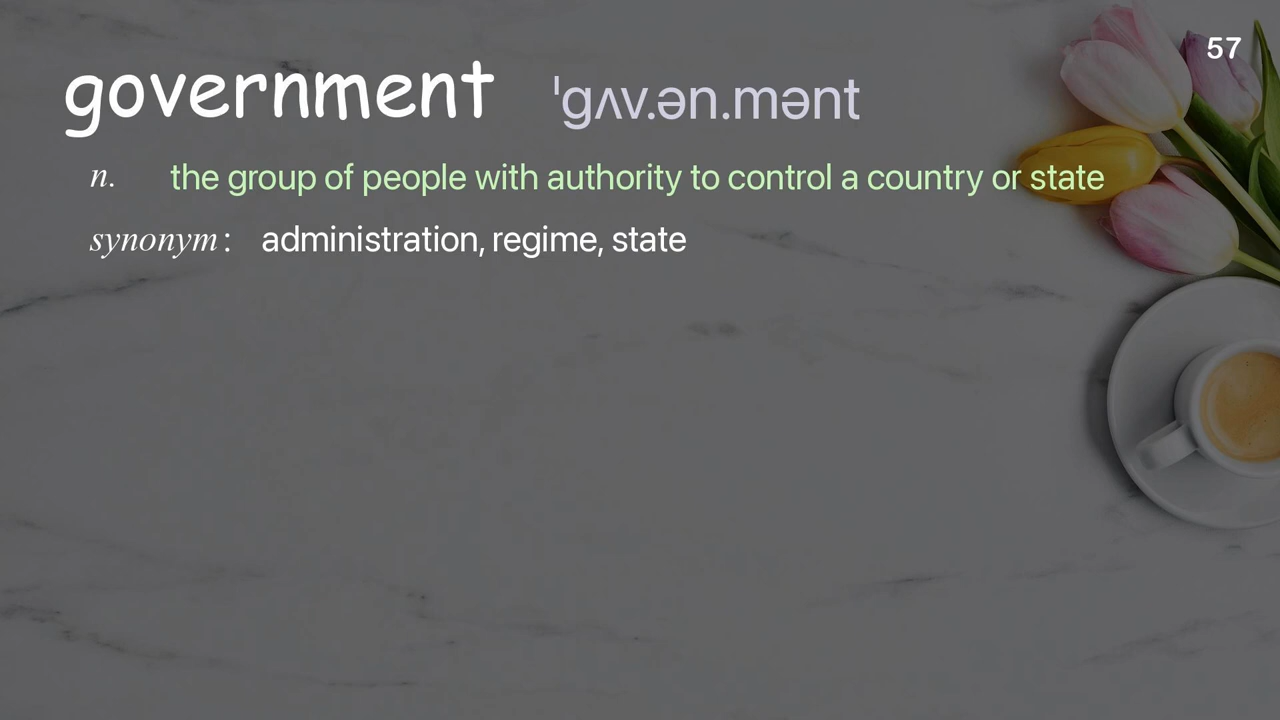 57
government ˈgʌv.ən.mənt
n. the group of people with authority to control a country or state
synonym: administration, regime, state